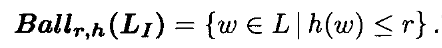 Ball_{r,h}(L_I) = {w ∈ L | h(w) ≤ r} .